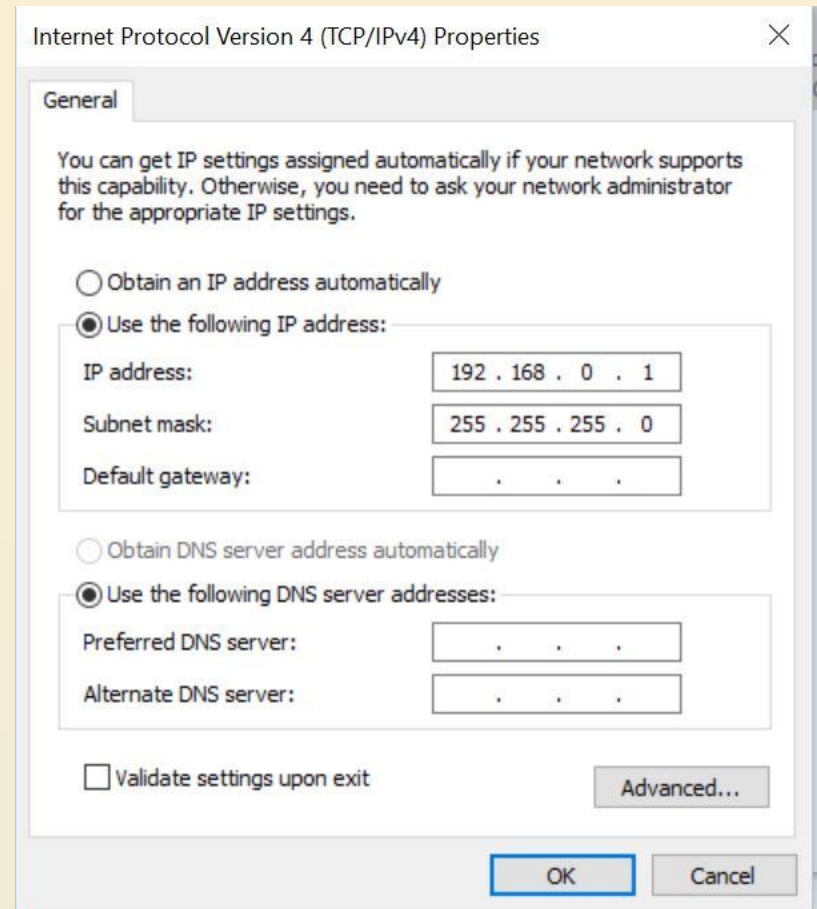 Internet Protocol Version 4 (TCP/IPv4) Properties
General
You can get IP settings assigned automatically if your network supports
this capability. Otherwise, you need to ask your network administrator
for the appropriate IP settings.
Obtain an IP address automatically
Use the following IP address:
IP address: 192 . 168 . 0 . 1
Subnet mask: 255 . 255 . 255 . 0
Default gateway: . . .
Obtain DNS server address automatically
Use the following DNS server addresses:
Preferred DNS server: . . .
Alternate DNS server: . . .
Validate settings upon exit
Advanced...
OK Cancel